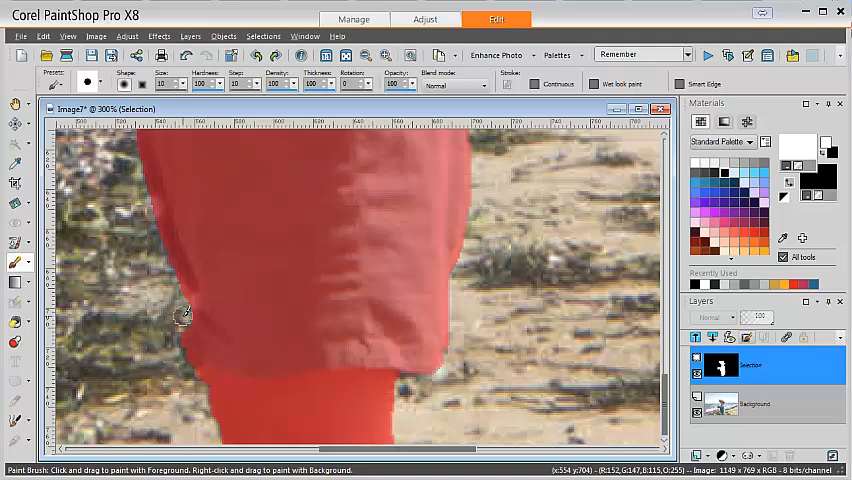 Corel PaintShop Pro X8
Manage Adjust Edit
File Edit View Image Adjust Effects Layers Objects Selections Window Help
Enhance Photo Palettes Remember
Presets: Shape: Size: Hardness: Step: Density: Thickness: Rotation: Opacity: Blend mode: Stroke: Continuous Wet look paint Smart Edge
10 100 10 100 100 0 100 Normal
Image7* @ 300% (Selection)
Materials
Standard Palette
All tools
Recently Used
Layers
Normal 100
Selection
Background
Paint Brush: Click and drag to paint with Foreground. Right-click and drag to paint with Background.
(x:554 y:704) - (R:152,G:147,B:115,O:255) -- Image: 1149 x 769 x RGB - 8 bits/channel